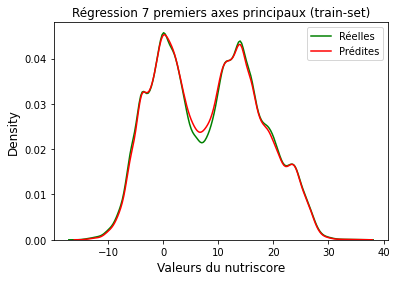 Régression 7 premiers axes principaux (train-set)
Réelles
Prédites
Density
0.04
0.03
0.02
0.01
0.00
−10
0
10
20
30
40
Valeurs du nutriscore